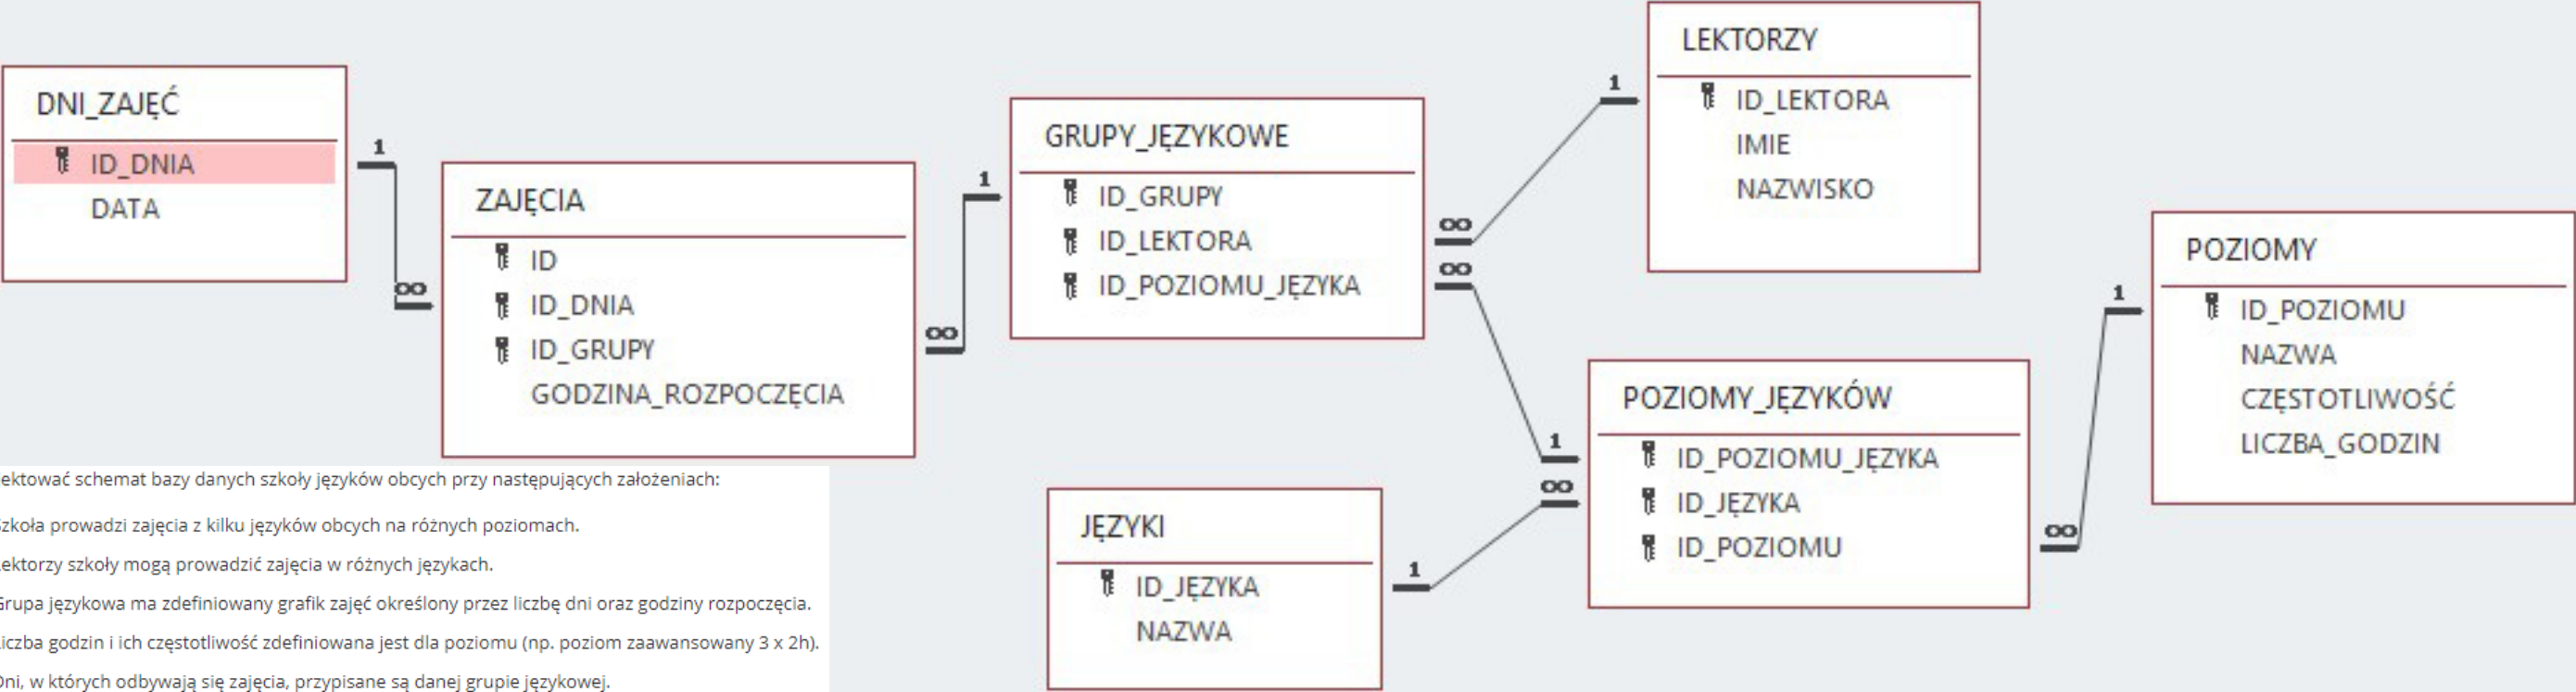 DNI_ZAJĘĆ
ID_DNIA
DATA
1
∞
ZAJĘCIA
ID
ID_DNIA
ID_GRUPY
GODZINA_ROZPOCZĘCIA
1
∞
GRUPY_JĘZYKOWE
ID_GRUPY
ID_LEKTORA
ID_POZIOMU_JĘZYKA
1
∞
LEKTORZY
ID_LEKTORA
IMIE
NAZWISKO
∞
1
POZIOMY_JĘZYKÓW
ID_POZIOMU_JĘZYKA
ID_JĘZYKA
ID_POZIOMU
∞
1
JĘZYKI
ID_JĘZYKA
NAZWA
1
∞
POZIOMY
ID_POZIOMU
NAZWA
CZĘSTOTLIWOŚĆ
LICZBA_GODZIN
ektować schemat bazy danych szkoły języków obcych przy następujących założeniach:
Szkoła prowadzi zajęcia z kilku języków obcych na różnych poziomach.
Lektorzy szkoły mogą prowadzić zajęcia w różnych językach.
Grupa językowa ma zdefiniowany grafik zajęć określony przez liczbę dni oraz godziny rozpoczęcia.
Liczba godzin i ich częstotliwość zdefiniowana jest dla poziomu (np. poziom zaawansowany 3 x 2h).
Dni, w których odbywają się zajęcia, przypisane są danej grupie językowej.